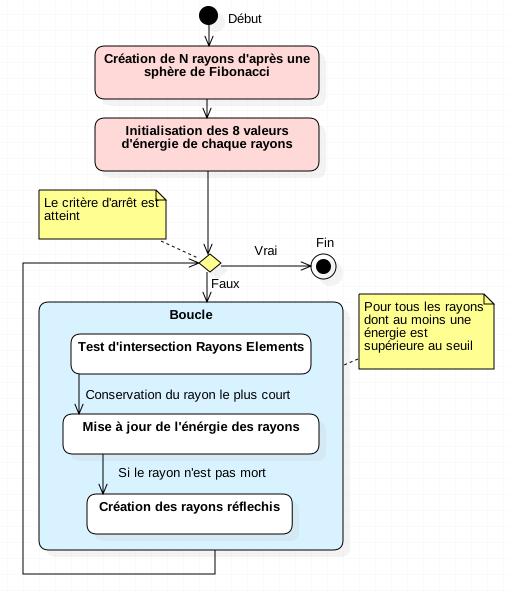 Début
Création de N rayons d'après une
sphère de Fibonacci
Initialisation des 8 valeurs
d'énergie de chaque rayons
Le critère d'arrêt est
atteint
Vrai
Fin
Faux
Boucle
Pour tous les rayons
dont au moins une
énergie est
supérieure au seuil
Test d'intersection Rayons Elements
Conservation du rayon le plus court
Mise à jour de l'énérgie des rayons
Si le rayon n'est pas mort
Création des rayons réflechis